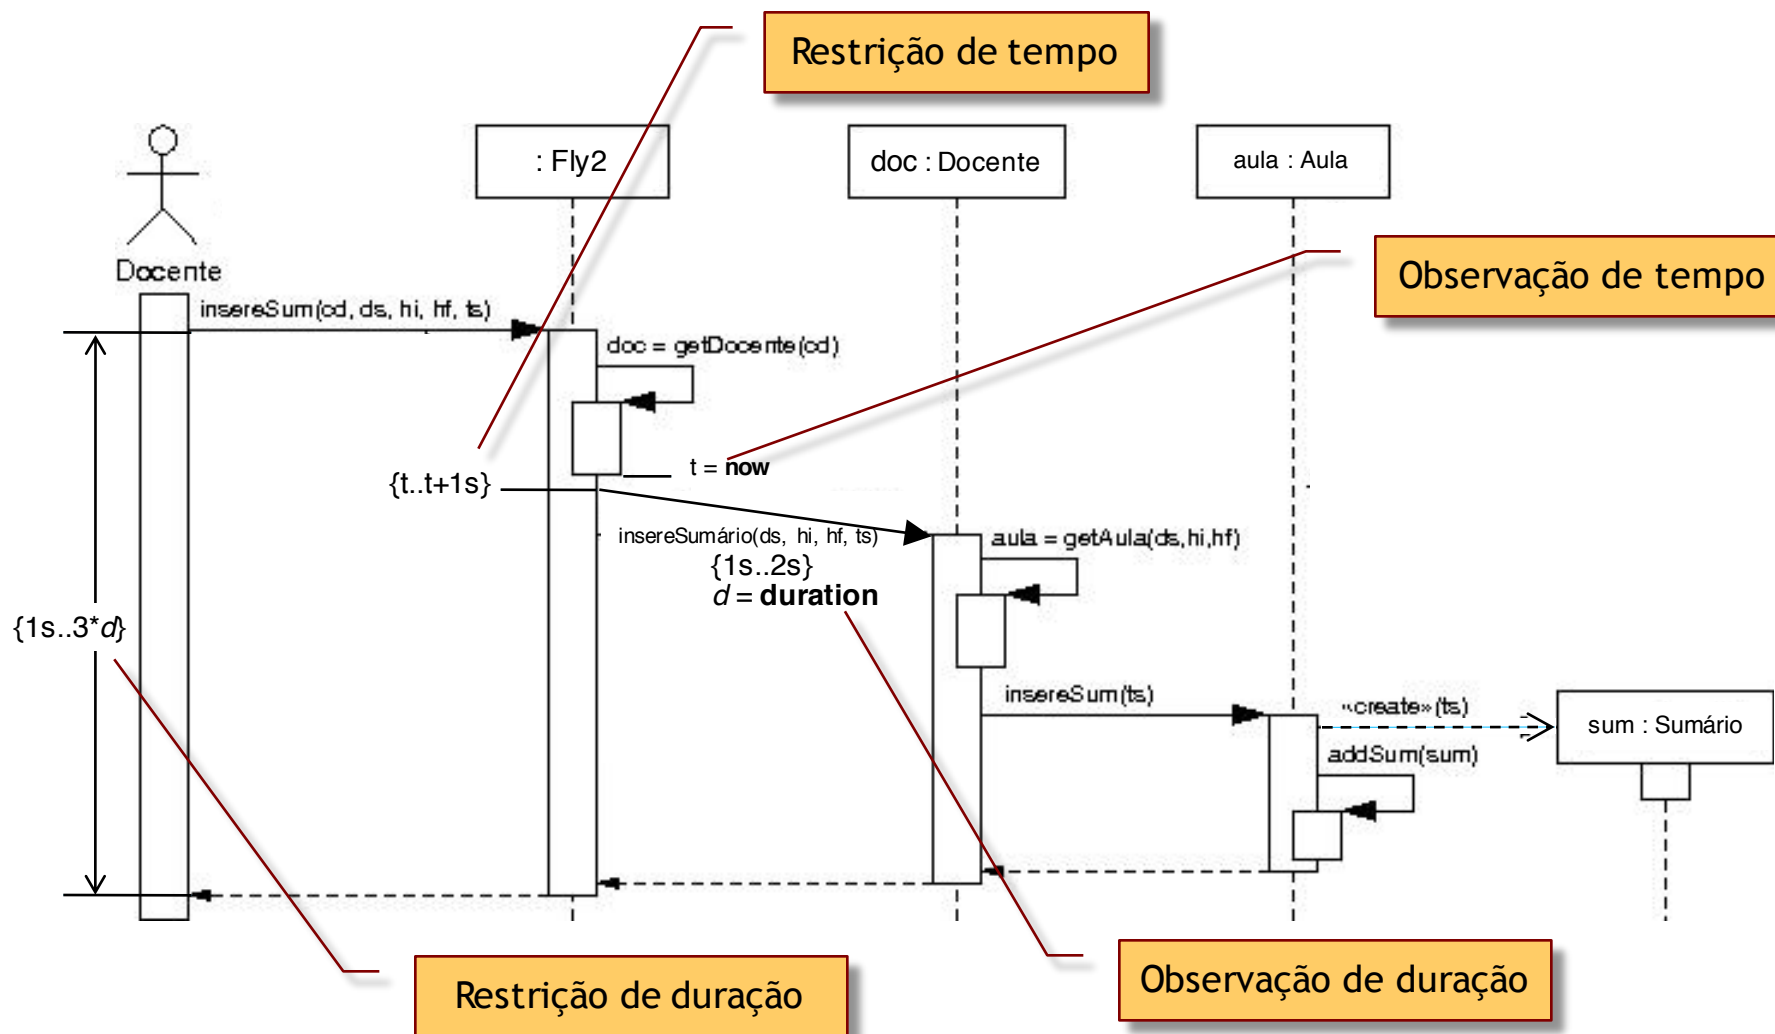 Restrição de tempo
: Fly2
doc : Docente
aula : Aula
Docente
Observação de tempo
insereSum(cd, ds, hi, hf, ts)
doc = getDocente(cd)
t = now
{t..t+1s}
insereSumário(ds, hi, hf, ts)
{1s..2s}
d = duration
aula = getAula(ds,hi,hf)
{1s..3*d}
insereSum(ts)
«create»(ts)
sum : Sumário
addSum(sum)
Restrição de duração
Observação de duração